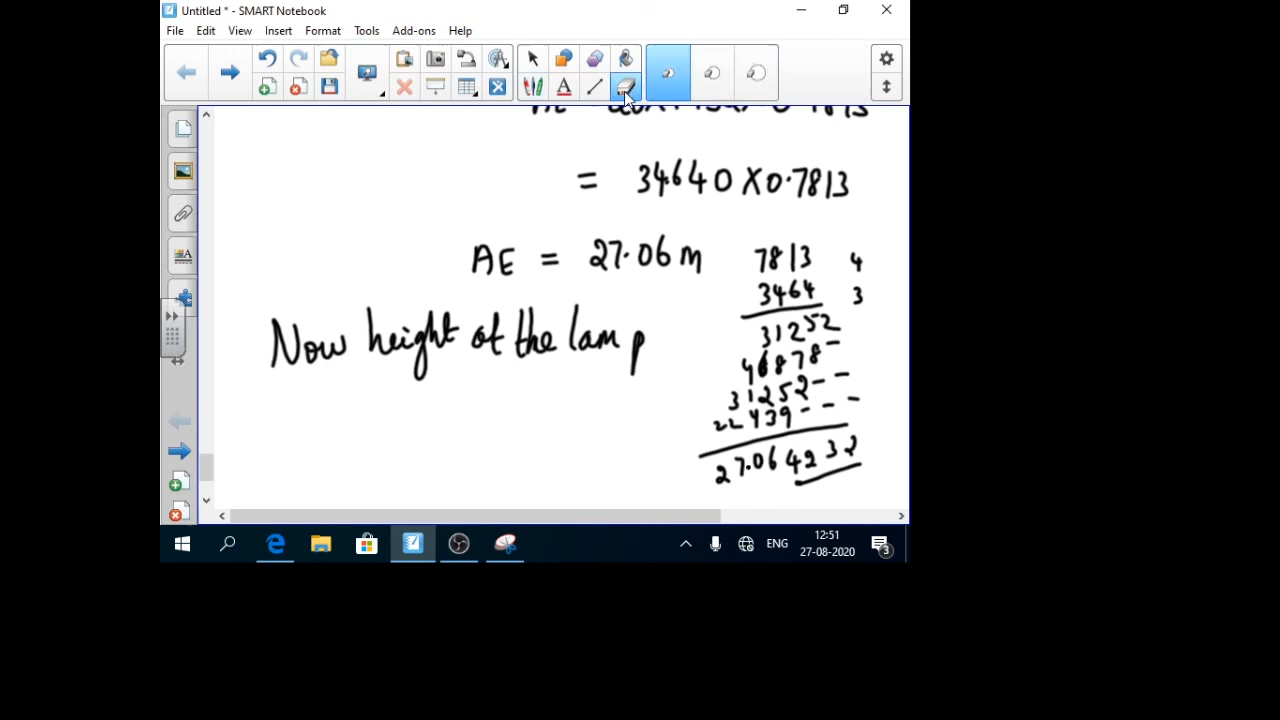 Untitled * - SMART Notebook
File Edit View Insert Format Tools Add-ons Help
= 34640 X 0.7813
AE = 27.06 m
Now height of the lamp
7813 4
3464 3
31252
46878-
31252--
22439---
27.064232
ENG
12:51
27-08-2020
3